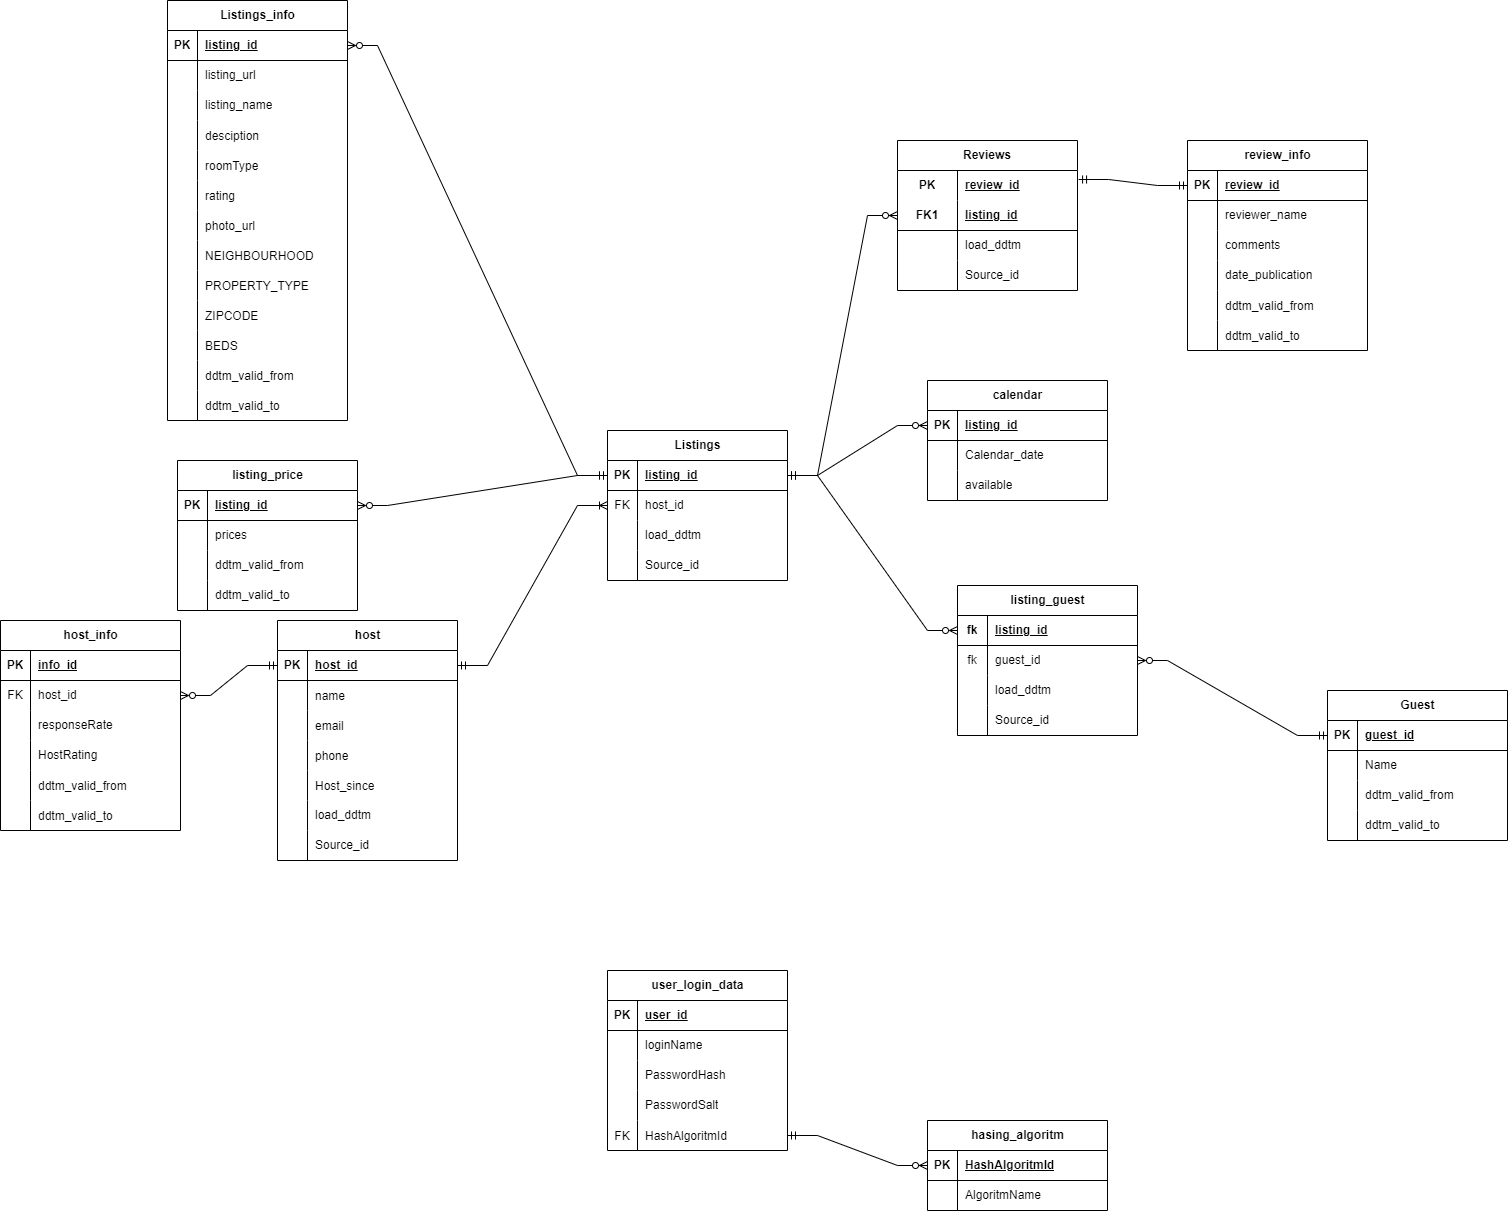 Listings_info
PK listing_id
listing_url
listing_name
desciption
roomType
rating
photo_url
NEIGHBOURHOOD
PROPERTY_TYPE
ZIPCODE
BEDS
ddtm_valid_from
ddtm_valid_to
listing_price
PK listing_id
prices
ddtm_valid_from
ddtm_valid_to
host_info
PK info_id
FK host_id
responseRate
HostRating
ddtm_valid_from
ddtm_valid_to
host
PK host_id
name
email
phone
Host_since
load_ddtm
Source_id
Listings
PK listing_id
FK host_id
load_ddtm
Source_id
Reviews
PK review_id
FK1 listing_id
load_ddtm
Source_id
review_info
PK review_id
reviewer_name
comments
date_publication
ddtm_valid_from
ddtm_valid_to
calendar
PK listing_id
Calendar_date
available
listing_guest
fk listing_id
fk guest_id
load_ddtm
Source_id
Guest
PK guest_id
Name
ddtm_valid_from
ddtm_valid_to
user_login_data
PK user_id
loginName
PasswordHash
PasswordSalt
FK HashAlgoritmId
hasing_algoritm
PK HashAlgoritmId
AlgoritmName